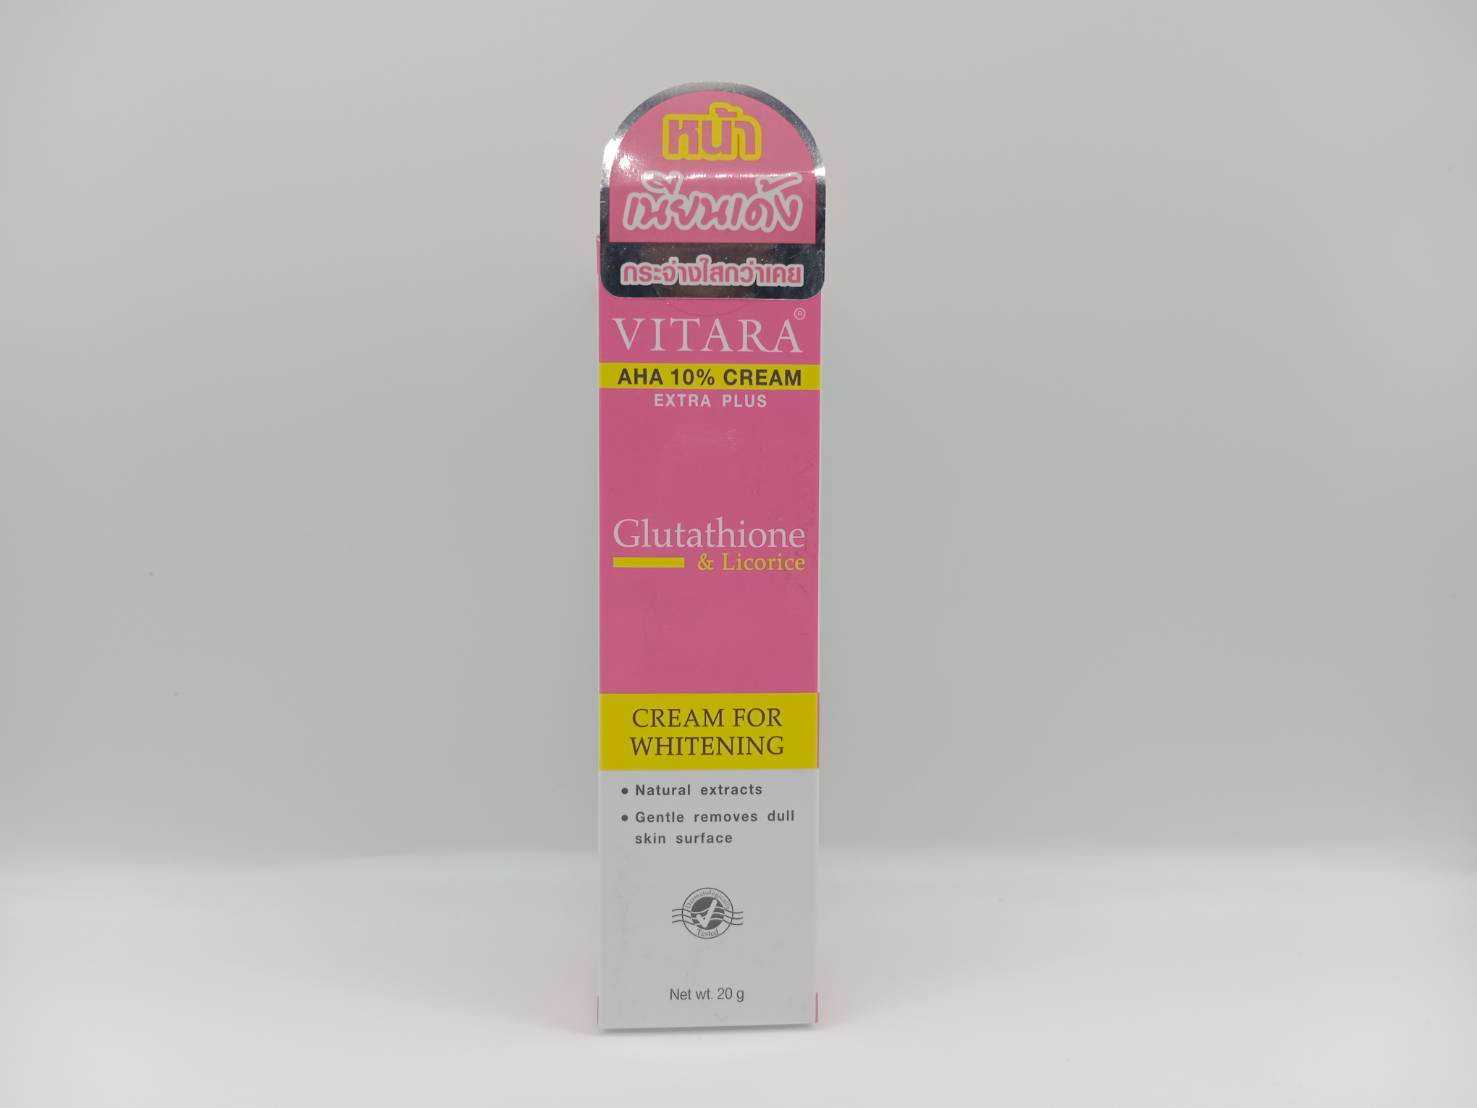 หน้า
เนียนเด้ง
กระจ่างใสกว่าเคย
VITARA®
AHA 10% CREAM
EXTRA PLUS
Glutathione
& Licorice
CREAM FOR
WHITENING
• Natural extracts
• Gentle removes dull
skin surface
Tested
Net wt. 20 g